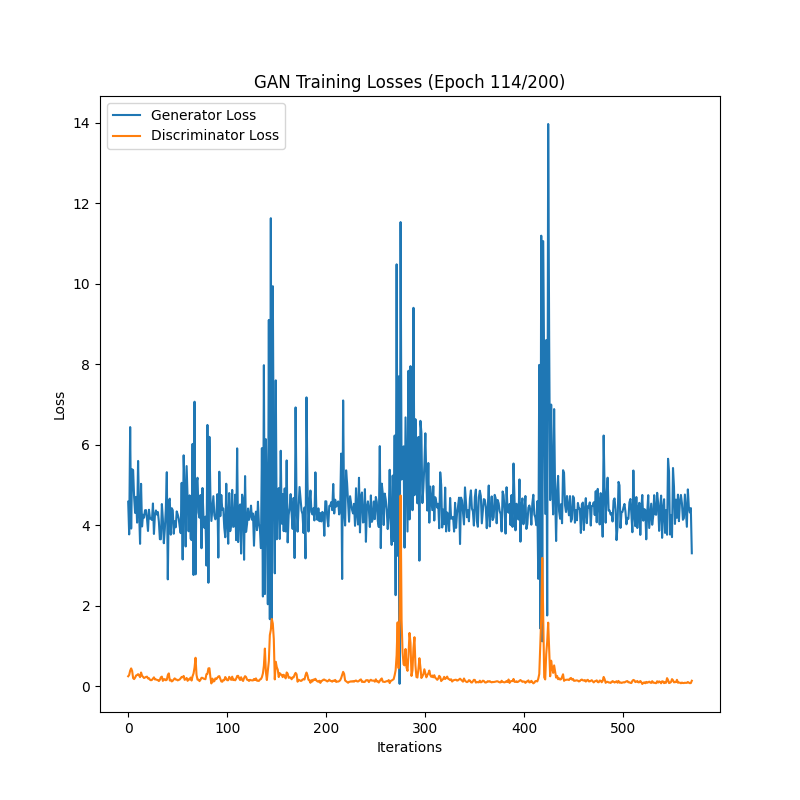 GAN Training Losses (Epoch 114/200)
Generator Loss
Discriminator Loss
14
12
10
8
6
4
2
0
Loss
0 100 200 300 400 500
Iterations